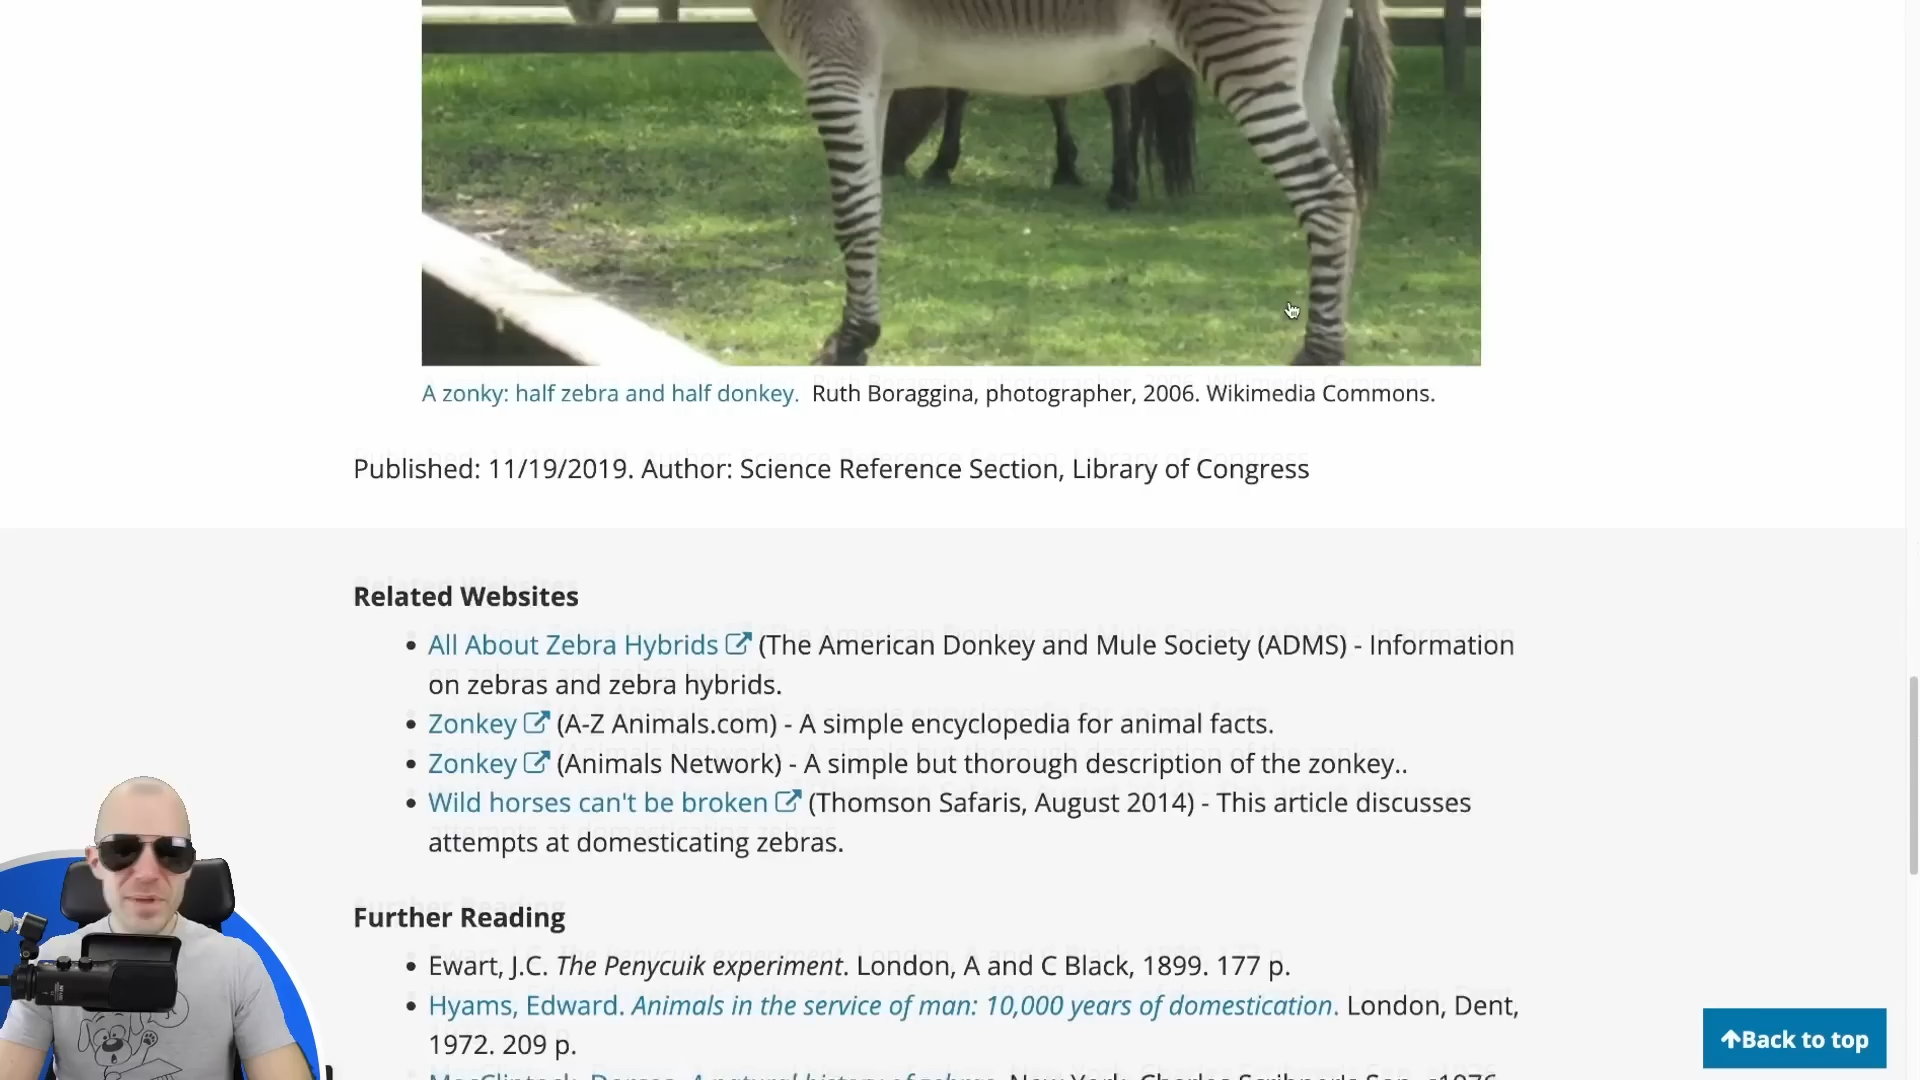 A zonky: half zebra and half donkey. Ruth Boraggina, photographer, 2006. Wikimedia Commons.
Published: 11/19/2019. Author: Science Reference Section, Library of Congress
Related Websites
All About Zebra Hybrids (The American Donkey and Mule Society (ADMS) - Information
on zebras and zebra hybrids.
Zonkey (A-Z Animals.com) - A simple encyclopedia for animal facts.
Zonkey (Animals Network) - A simple but thorough description of the zonkey..
Wild horses can't be broken (Thomson Safaris, August 2014) - This article discusses
attempts at domesticating zebras.
Further Reading
Ewart, J.C. The Penycuik experiment. London, A and C Black, 1899. 177 p.
Hyams, Edward. Animals in the service of man: 10,000 years of domestication. London, Dent,
1972. 209 p.
Back to top